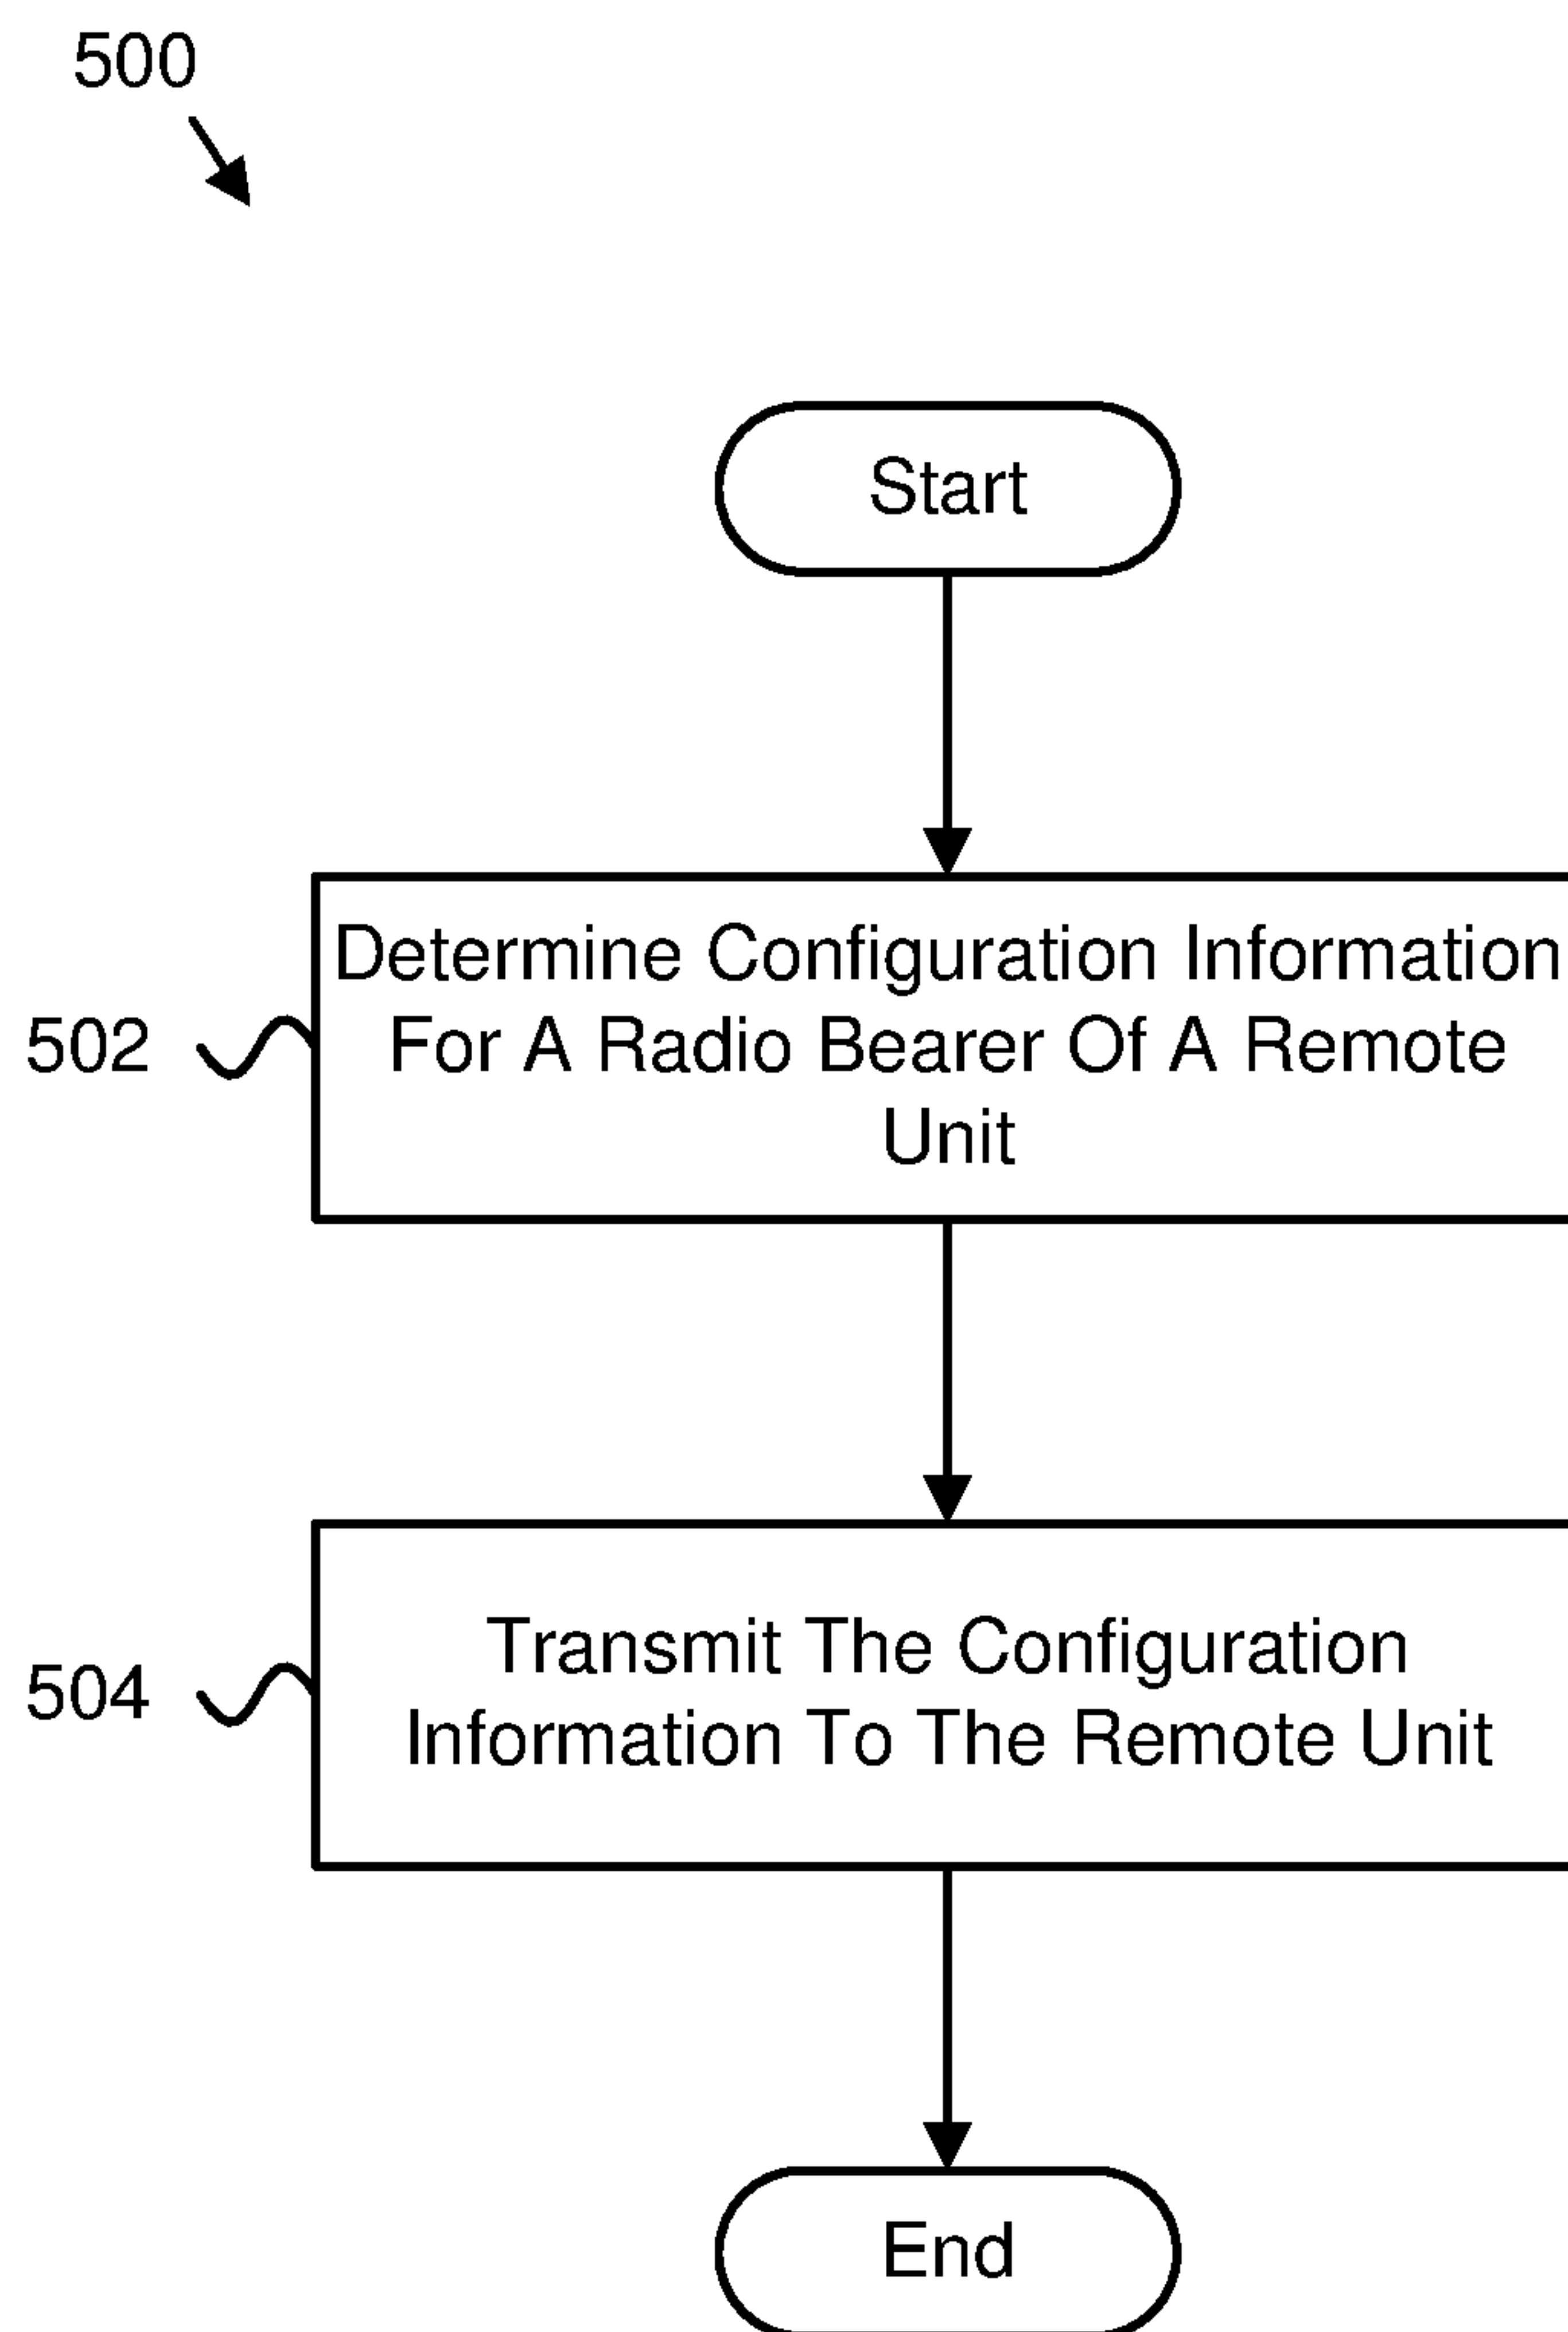 500
Start
502
Determine Configuration Information
For A Radio Bearer Of A Remote
Unit
504
Transmit The Configuration
Information To The Remote Unit
End